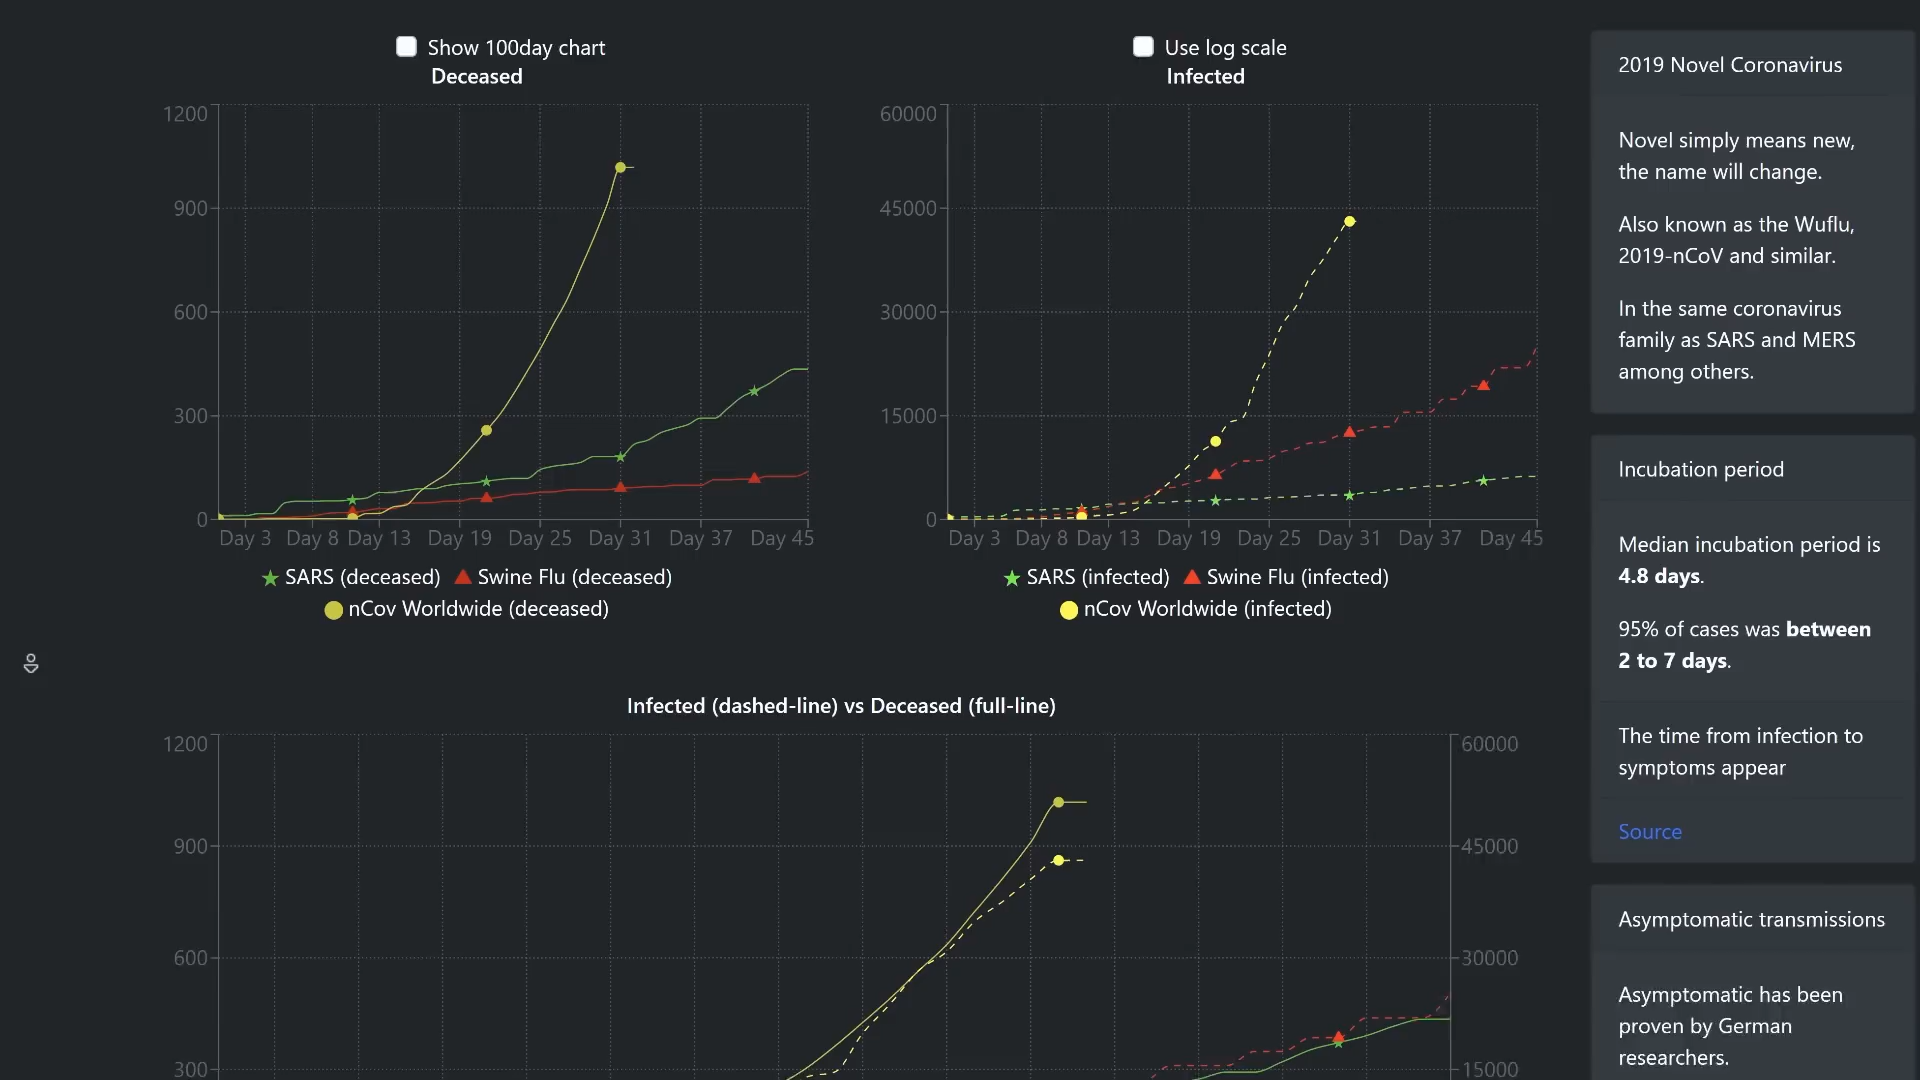 Show 100day chart
Deceased
1200
900
600
300
0
Day 3 Day 8 Day 13 Day 19 Day 25 Day 31 Day 37 Day 45
SARS (deceased) Swine Flu (deceased)
nCov Worldwide (deceased)
Use log scale
Infected
60000
45000
30000
15000
0
Day 3 Day 8 Day 13 Day 19 Day 25 Day 31 Day 37 Day 45
SARS (infected) Swine Flu (infected)
nCov Worldwide (infected)
Infected (dashed-line) vs Deceased (full-line)
1200
900
600
300
60000
45000
30000
15000
2019 Novel Coronavirus
Novel simply means new,
the name will change.
Also known as the Wuflu,
2019-nCoV and similar.
In the same coronavirus
family as SARS and MERS
among others.
Incubation period
Median incubation period is
4.8 days.
95% of cases was between
2 to 7 days.
The time from infection to
symptoms appear
Source
Asymptomatic transmissions
Asymptomatic has been
proven by German
researchers.